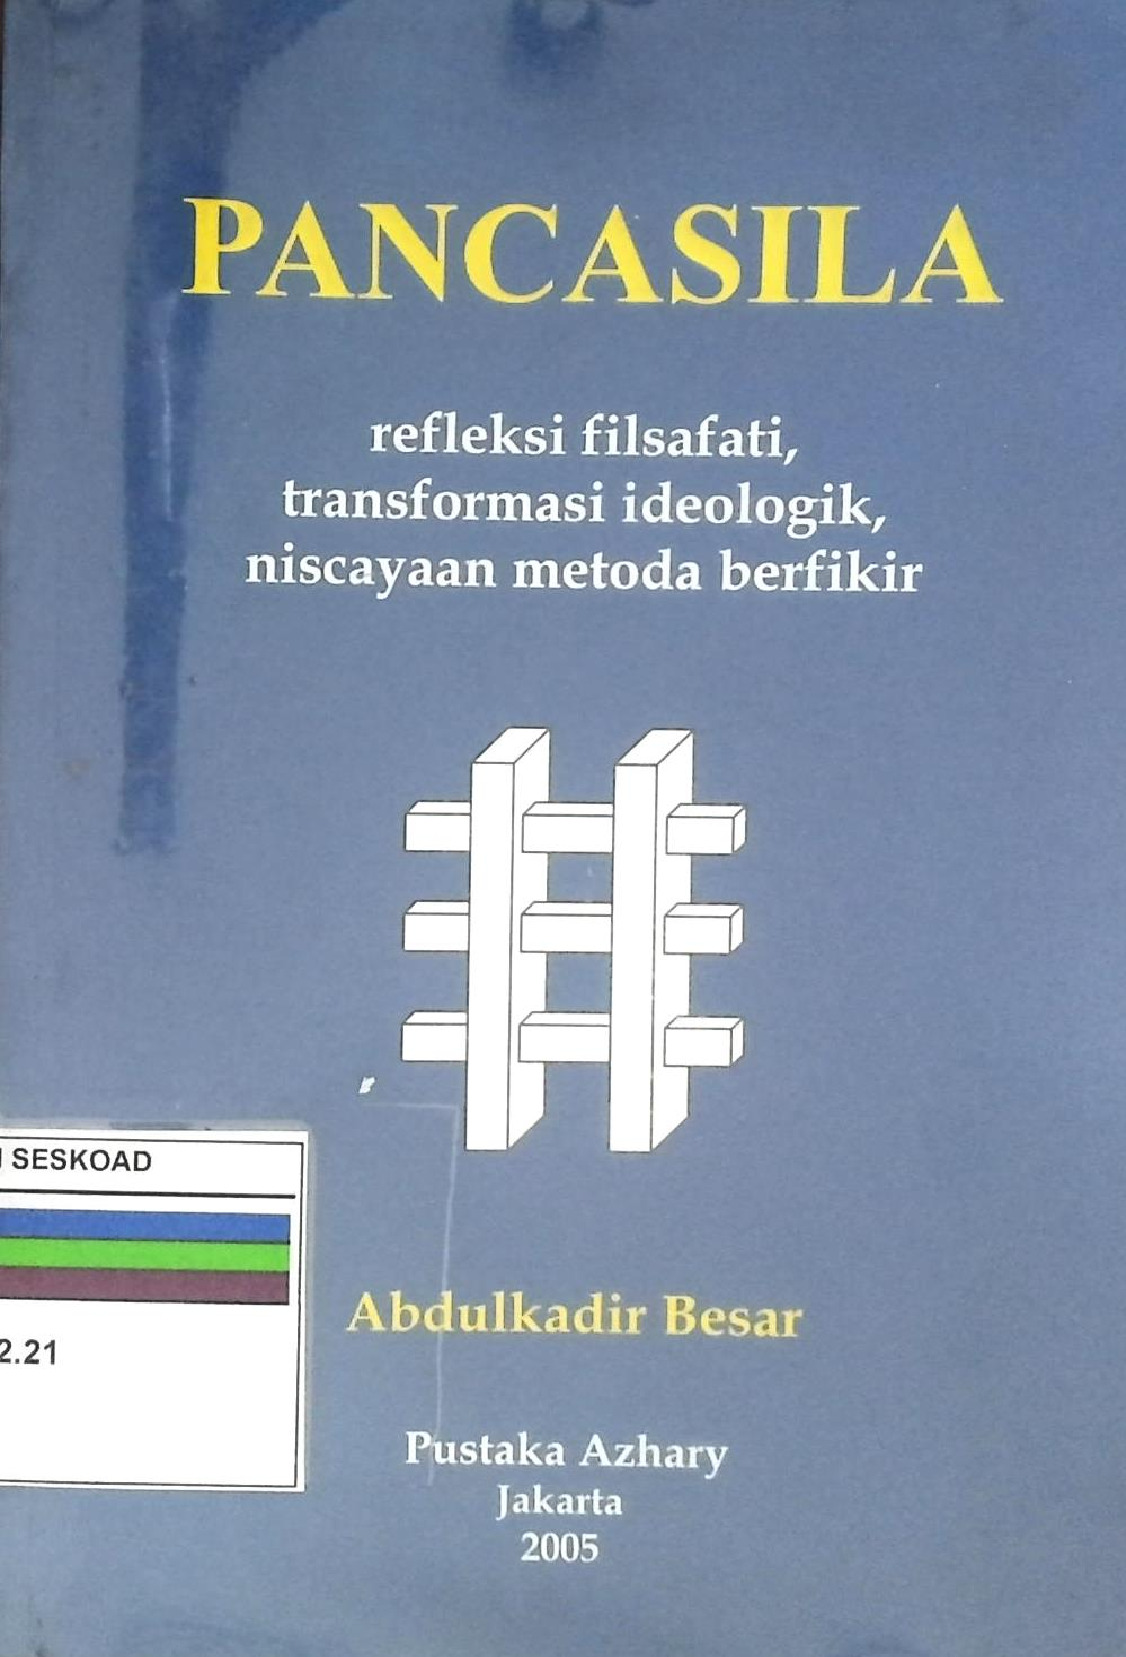 PANCASILA
refleksi filsafati,
transformasi ideologik,
niscayaan metoda berfikir
SESKOAD
2.21
Abdulkadir Besar
Pustaka Azhary
Jakarta
2005